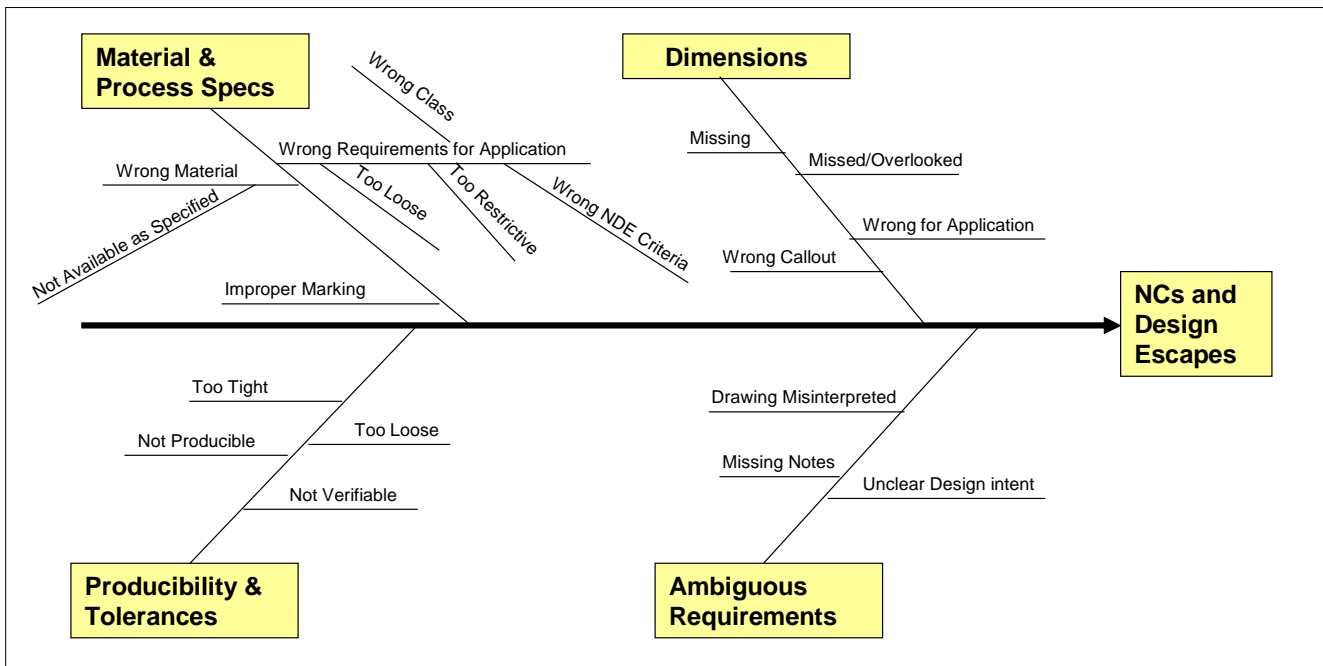 Material &
Process Specs
Dimensions
Wrong Class
Missing
Wrong Requirements for Application
Missed/Overlooked
Wrong Material
Too Loose
Too Restrictive
Wrong NDE Criteria
Not Available as Specified
Wrong for Application
Wrong Callout
Improper Marking
NCs and
Design
Escapes
Too Tight
Drawing Misinterpreted
Not Producible
Too Loose
Missing Notes
Not Verifiable
Unclear Design intent
Producibility &
Tolerances
Ambiguous
Requirements